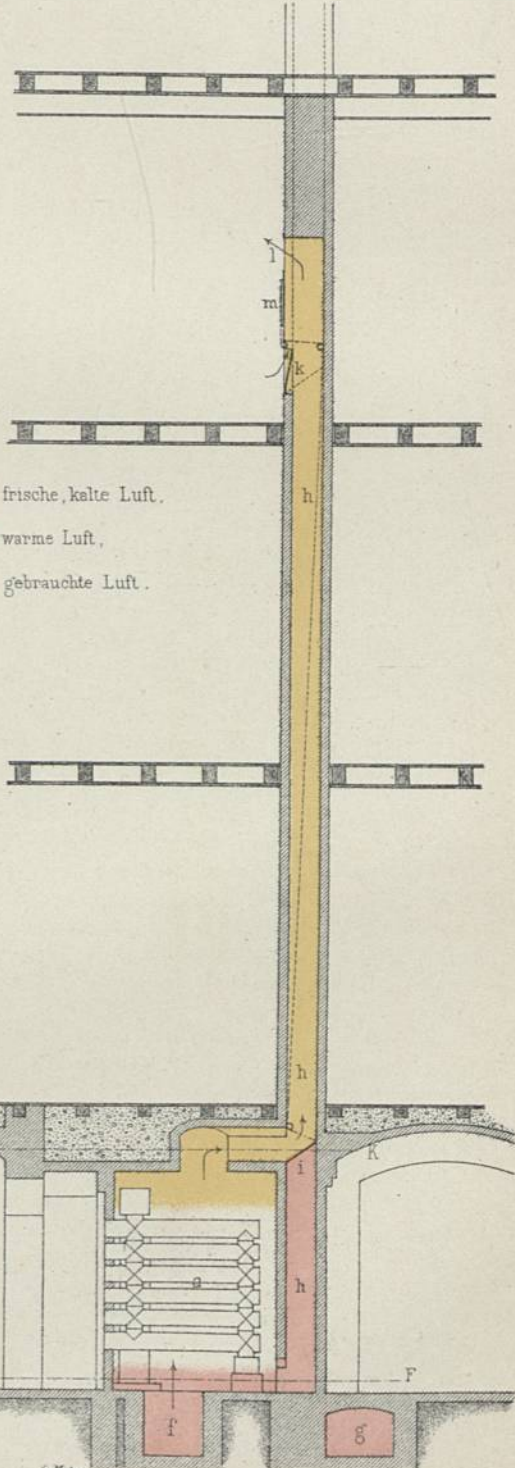 l
m
k
frische, kalte Luft.
h
warme Luft,
gebrauchte Luft.
h
K
i
a
h
F
f
g